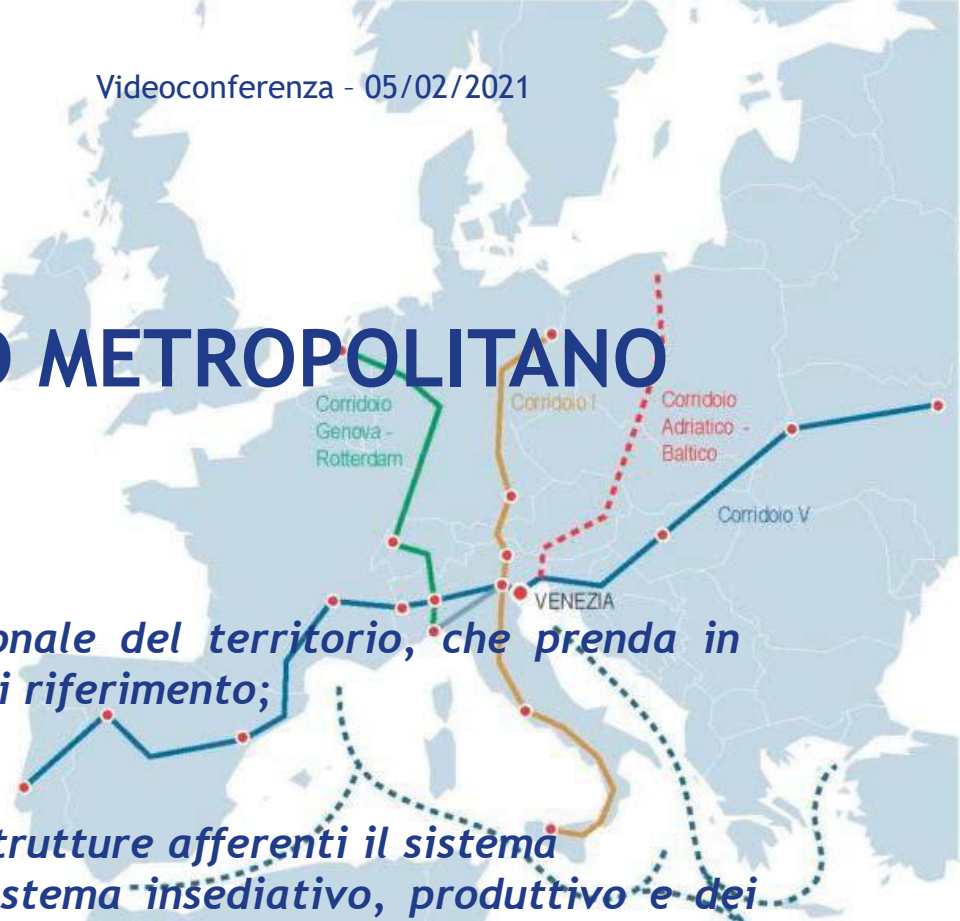 Videoconferenza – 05/02/2021
O METROPOLITANO
Corridoio
Genova -
Rotterdam
Corridoio I
Corridoio
Adriatico -
Baltico
Corridoio V
VENEZIA
onale del territorio, che prenda in
i riferimento;
trutture afferenti il sistema
istema insediativo, produttivo e dei